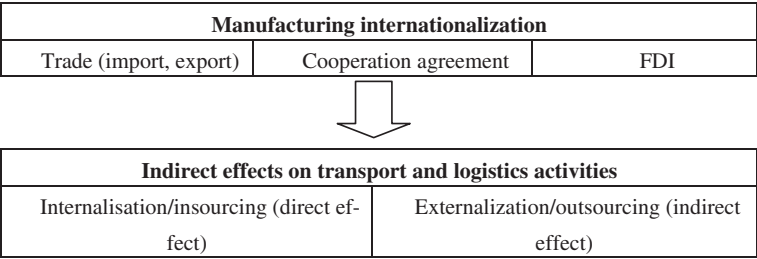 Manufacturing internationalization
Trade (import, export) Cooperation agreement FDI
Indirect effects on transport and logistics activities
Internalisation/insourcing (direct ef-
fect)
Externalization/outsourcing (indirect
effect)